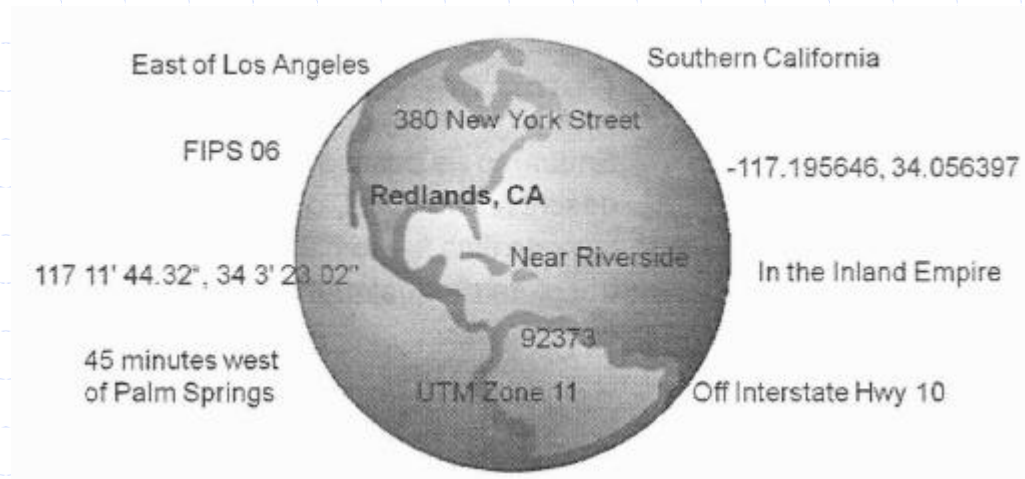 East of Los Angeles
Southern California
380 New York Street
FIPS 06
-117.195646, 34.056397
Redlands, CA
Near Riverside
117 11' 44.32", 34 3' 23.02"
In the Inland Empire
92373
45 minutes west
of Palm Springs
UTM Zone 11
Off Interstate Hwy 10